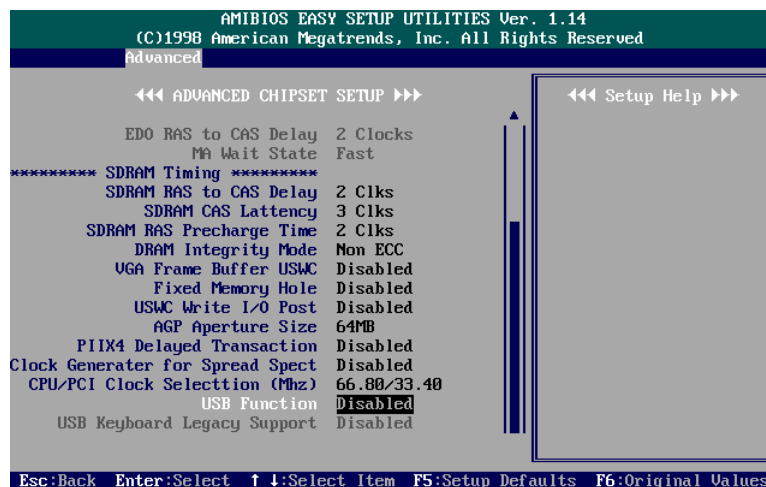 AMIBIOS EASY SETUP UTILITIES Ver. 1.14
(C)1998 American Megatrends, Inc. All Rights Reserved
Advanced
ADVANCED CHIPSET SETUP
Setup Help
EDO RAS to CAS Delay 2 Clocks
MA Wait State Fast
********* SDRAM Timing *********
SDRAM RAS to CAS Delay 2 Clks
SDRAM CAS Lattency 3 Clks
SDRAM RAS Precharge Time 2 Clks
DRAM Integrity Mode Non ECC
VGA Frame Buffer USWC Disabled
Fixed Memory Hole Disabled
USWC Write I/O Post Disabled
AGP Aperture Size 64MB
PIIX4 Delayed Transaction Disabled
Clock Generater for Spread Spect Disabled
CPU/PCI Clock Selecttion (Mhz) 66.80/33.40
USB Function Disabled
USB Keyboard Legacy Support Disabled
Esc:Back Enter:Select ↑ ↓:Select Item F5:Setup Defaults F6:Original Values